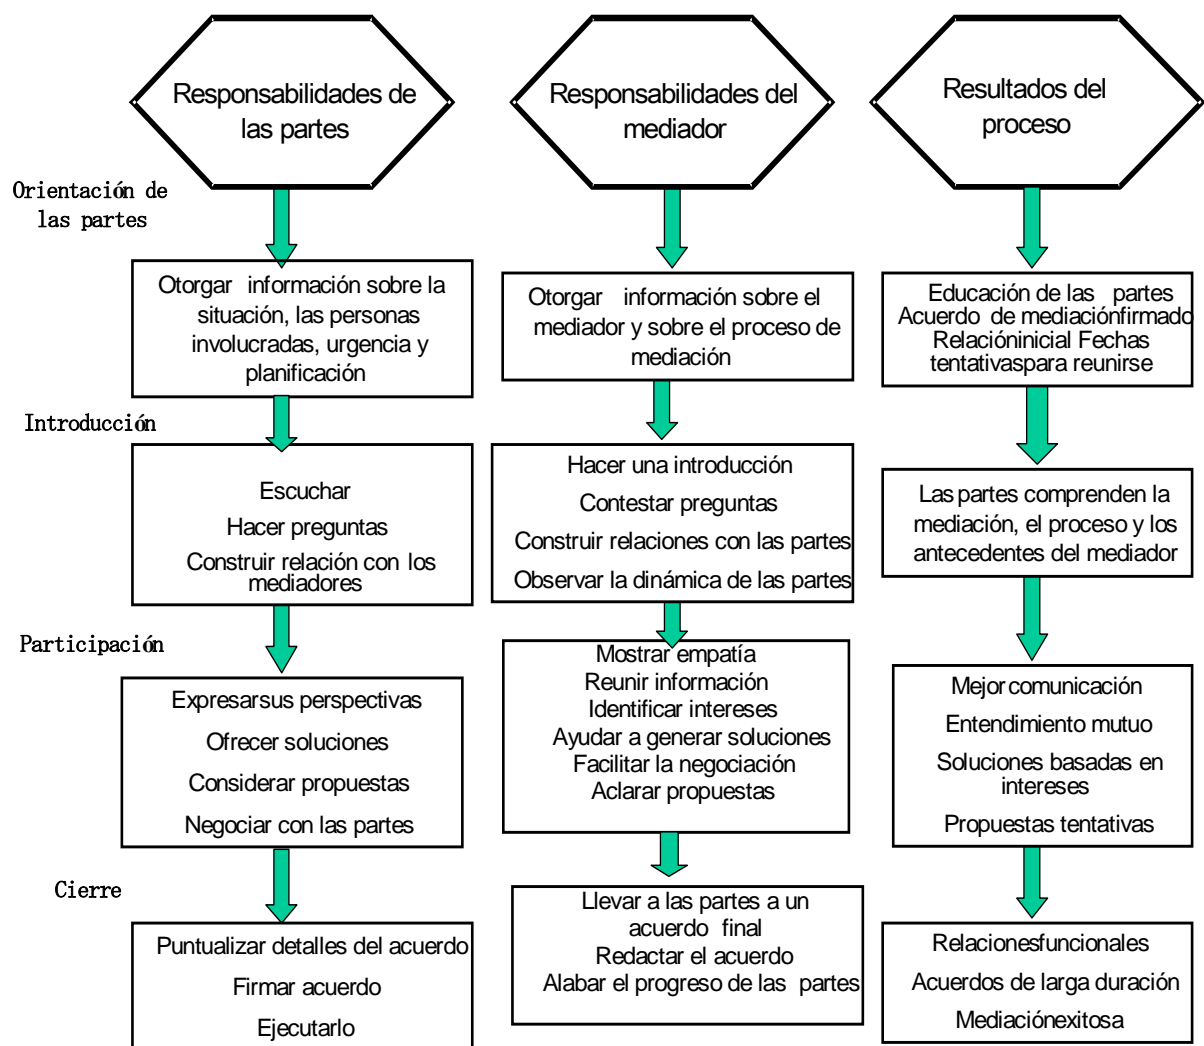 Responsabilidades de
las partes
Responsabilidades del
mediador
Resultados del
proceso
Orientación de
las partes
Otorgar información sobre la
situación, las personas
involucradas, urgencia y
planificación
Otorgar información sobre el
mediador y sobre el proceso de
mediación
Educación de las partes
Acuerdo de mediaciónfirmado
Relacióninicial Fechas
tentativaspara reunirse
Introducción
Escuchar
Hacer preguntas
Construir relación con los
mediadores
Hacer una introducción
Contestar preguntas
Construir relaciones con las partes
Observar la dinámica de las partes
Las partes comprenden la
mediación, el proceso y los
antecedentes del mediador
Participación
Expresarsus perspectivas
Ofrecer soluciones
Considerar propuestas
Negociar con las partes
Mostrar empatía
Reunir información
Identificar intereses
Ayudar a generar soluciones
Facilitar la negociación
Aclarar propuestas
Mejor comunicación
Entendimiento mutuo
Soluciones basadas en
intereses
Propuestas tentativas
Cierre
Puntualizar detalles del acuerdo
Firmar acuerdo
Ejecutarlo
Llevar a las partes a un
acuerdo final
Redactar el acuerdo
Alabar el progreso de las partes
Relacionesfuncionales
Acuerdos de larga duración
Mediaciónexitosa